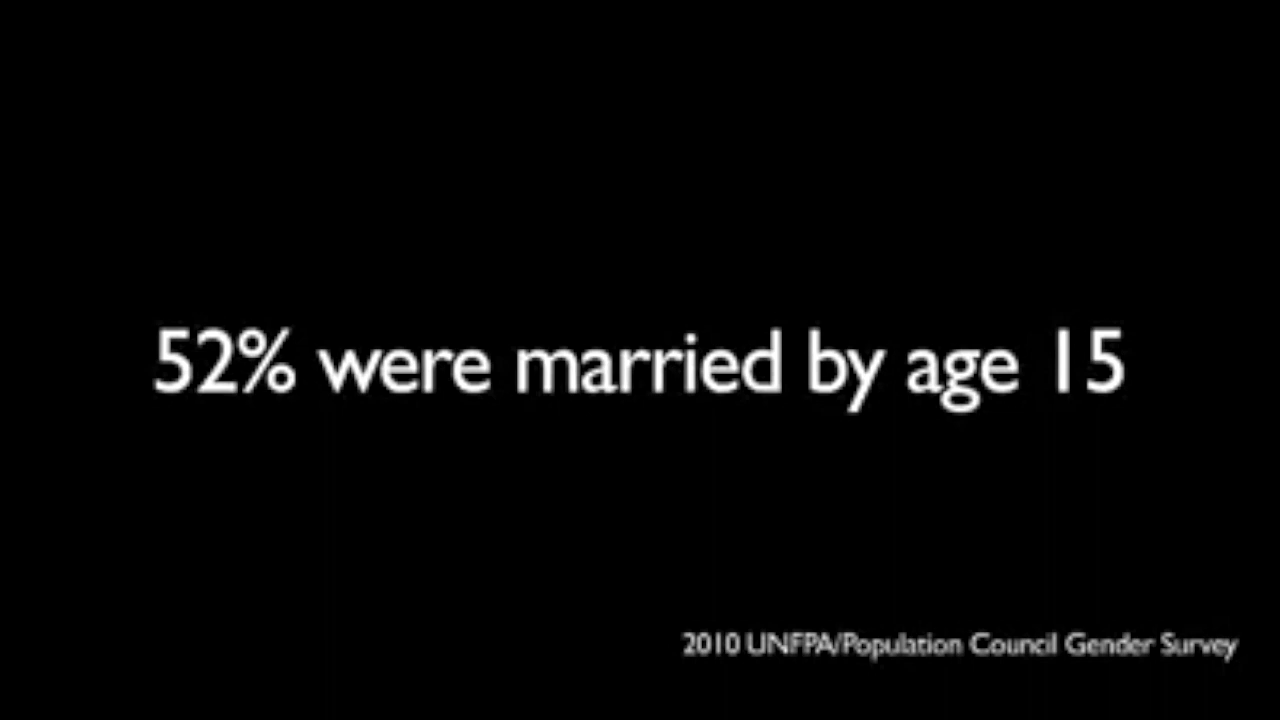 52% were married by age 15
2010 UNFPA/Population Council Gender Survey